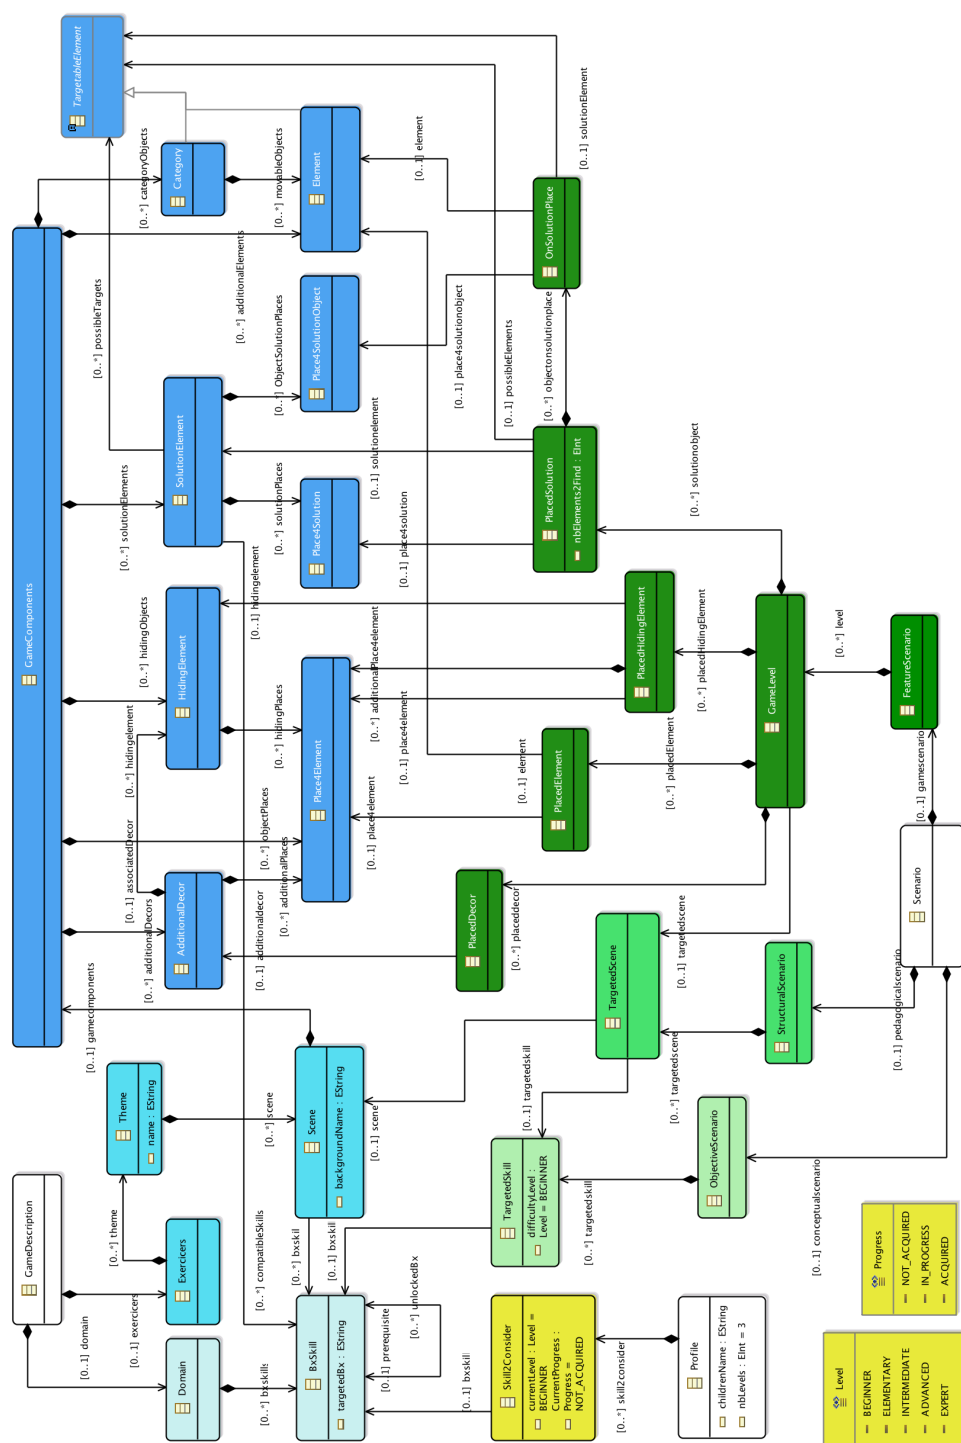 GameDescription
[0..1] domain
[0..1] exercicers
Domain
[0..*] bxskills
Exercicers
[0..*] theme
Theme
name : EString
[0..*] scene
[0..*] compatibleSkills
BxSkill
targetedBx : EString
[0..*] bxskil
[0..1] bxskil
[0..1] prerequisite
[0..*] unlockedBx
[0..1] bxskil
Scene
backgroundName : EString
[0..1] scene
[0..1] gamecomponents
GameComponents
[0..*] additionalDecors
[0..1] associatedDecor
[0..*] hidingelement
[0..*] hidingObjects
[0..*] solutionElements
[0..*] possibleTargets
[0..*] categoryObjects
TargetableElement
AdditionalDecor
[0..1] additionaldecor
[0..*] additionalPlaces
[0..*] objectPlaces
HidingElement
[0..*] hidingPlaces
[0..1] hidingelement
SolutionElement
[0..*] solutionPlaces
[0..*] ObjectSolutionPlaces
[0..*] additionalElements
Category
[0..*] movableObjects
Place4Element
[0..1] place4element
[0..1] place4element
[0..*] additionalPlace4element
Place4Solution
[0..1] place4solution
[0..1] solutionelement
Place4SolutionObject
[0..1] place4solutionobject
Element
[0..1] element
Skill2Consider
currentLevel : Level =
BEGINNER
CurrentProgress :
Progress =
NOT_ACQUIRED
[0..*] skill2consider
TargetedSkill
difficultyLevel :
Level = BEGINNER
[0..1] targetedskill
[0..*] targetedskill
PlacedDecor
[0..*] placeddecor
PlacedElement
[0..1] element
[0..*] placedElement
PlacedHidingElement
[0..*] placedHidingElement
PlacedSolution
nbElements2Find : EInt
[0..1] possibleElements
[0..*] objectonsolutionplace
OnSolutionPlace
[0..1] solutionElement
[0..*] solutionobject
TargetedScene
[0..1] targetedscene
[0..*] targetedscene
GameLevel
[0..*] level
Profile
childrenName : EString
nbLevels : EInt = 3
ObjectiveScenario
StructuralScenario
[0..1] conceptualscenario
[0..1] pedagogicalscenario
[0..1] gamescenario
FeatureScenario
Scenario
Level
BEGINNER
ELEMENTARY
INTERMEDIATE
ADVANCED
EXPERT
Progress
NOT_ACQUIRED
IN_PROGRESS
ACQUIRED